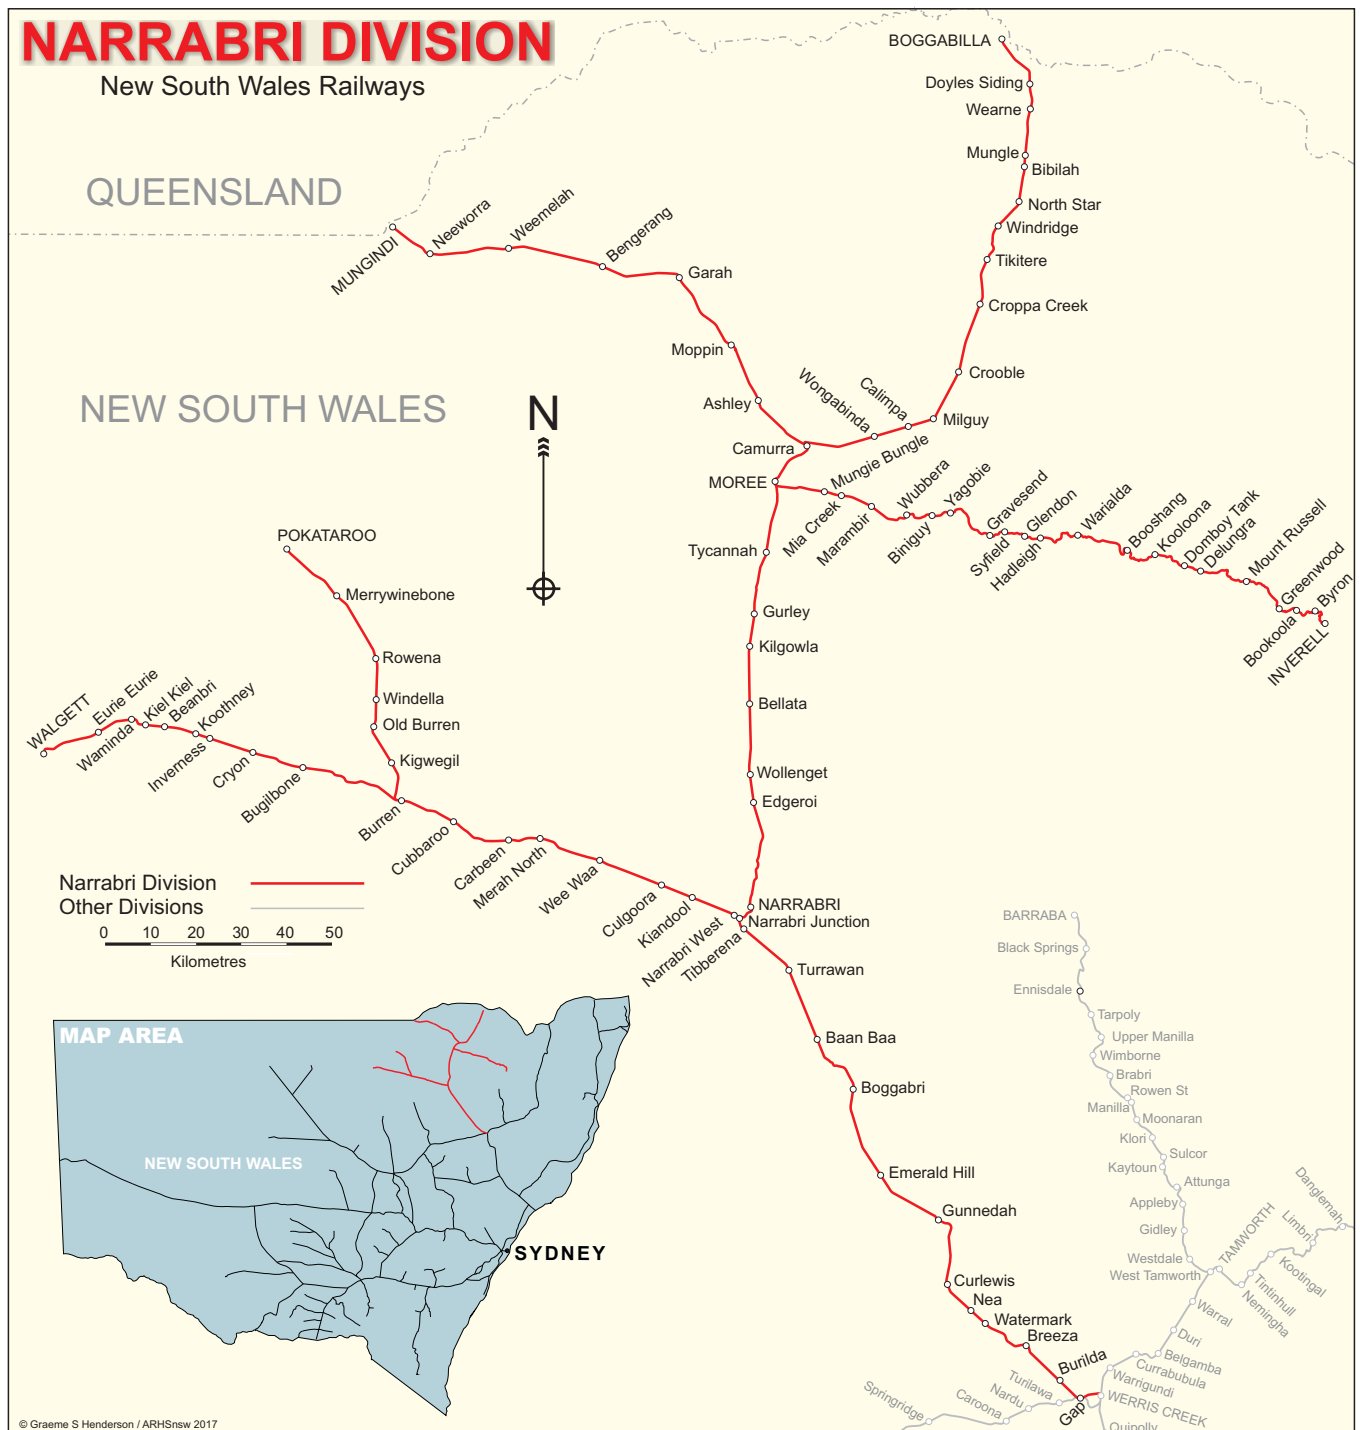 NARRABRI DIVISION
New South Wales Railways
QUEENSLAND
NEW SOUTH WALES
N
BOGGABILLA
Doyles Siding
Wearne
Mungle
Bibilah
North Star
Windridge
Tikitere
Croppa Creek
Crooble
Milguy
Calimpa
Wongabinda
MUNGINDI
Neeworra
Weemelah
Bengerang
Garah
Moppin
Ashley
Camurra
MOREE
Mungie Bungle
Mia Creek
Marambir
Wubbera
Biniguy
Yagobie
Gravesend
Syfield
Glendon
Hadleigh
Warialda
Booshang
Kooloona
Domboy Tank
Delungra
Mount Russell
Greenwood
Bookoola
Byron
INVERELL
Tycannah
Gurley
Kilgowla
Bellata
Wollenget
Edgeroi
NARRABRI
Narrabri Junction
Narrabri West
Tibberena
POKATAROO
Merrywinebone
Rowena
Windella
Old Burren
Kigwegil
WALGETT
Eurie Eurie
Waminda
Kiel Kiel
Beanbri
Koothney
Inverness
Cryon
Bugilbone
Burren
Cubbaroo
Carbeen
Merah North
Wee Waa
Culgoora
Kiandool
Turrawan
Baan Baa
Boggabri
Emerald Hill
Gunnedah
Curlewis
Nea
Watermark
Breeza
Burilda
Gap
WERRIS CREEK
Quipolly
Turilawa
Nardu
Caroona
Springridge
BARRABA
Black Springs
Ennisdale
Tarpoly
Upper Manilla
Wimborne
Brabri
Rowen St
Manilla
Moonaran
Klori
Sulcor
Kaytoun
Attunga
Appleby
Gidley
Westdale
West Tamworth
TAMWORTH
Nemingha
Tintinhull
Kootingal
Limbri
Danglemah
Warral
Duri
Belgamba
Currabubula
Warrigundi
Narrabri Division
Other Divisions
0 10 20 30 40 50
Kilometres
MAP AREA
NEW SOUTH WALES
SYDNEY
© Graeme S Henderson / ARHSnsw 2017